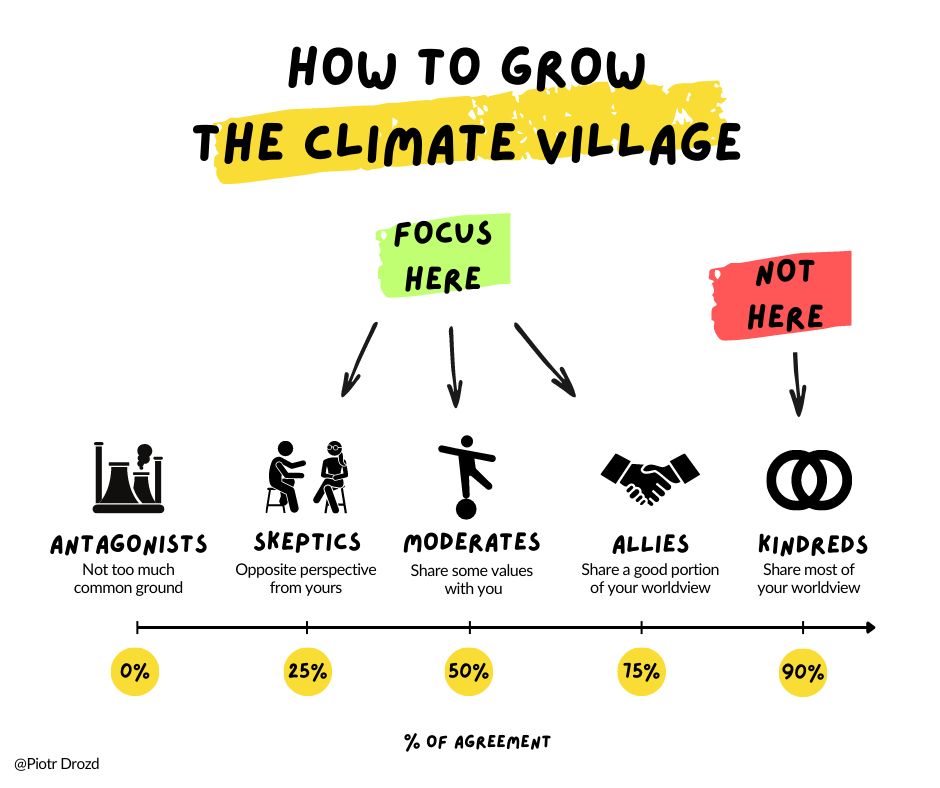 HOW TO GROW
THE CLIMATE VILLAGE
FOCUS
HERE
NOT
HERE
ANTAGONISTS
Not too much
common ground
SKEPTICS
Opposite perspective
from yours
MODERATES
Share some values
with you
ALLIES
Share a good portion
of your worldview
KINDREDS
Share most of
your worldview
0%
25%
50%
75%
90%
% OF AGREEMENT
@Piotr Drozd